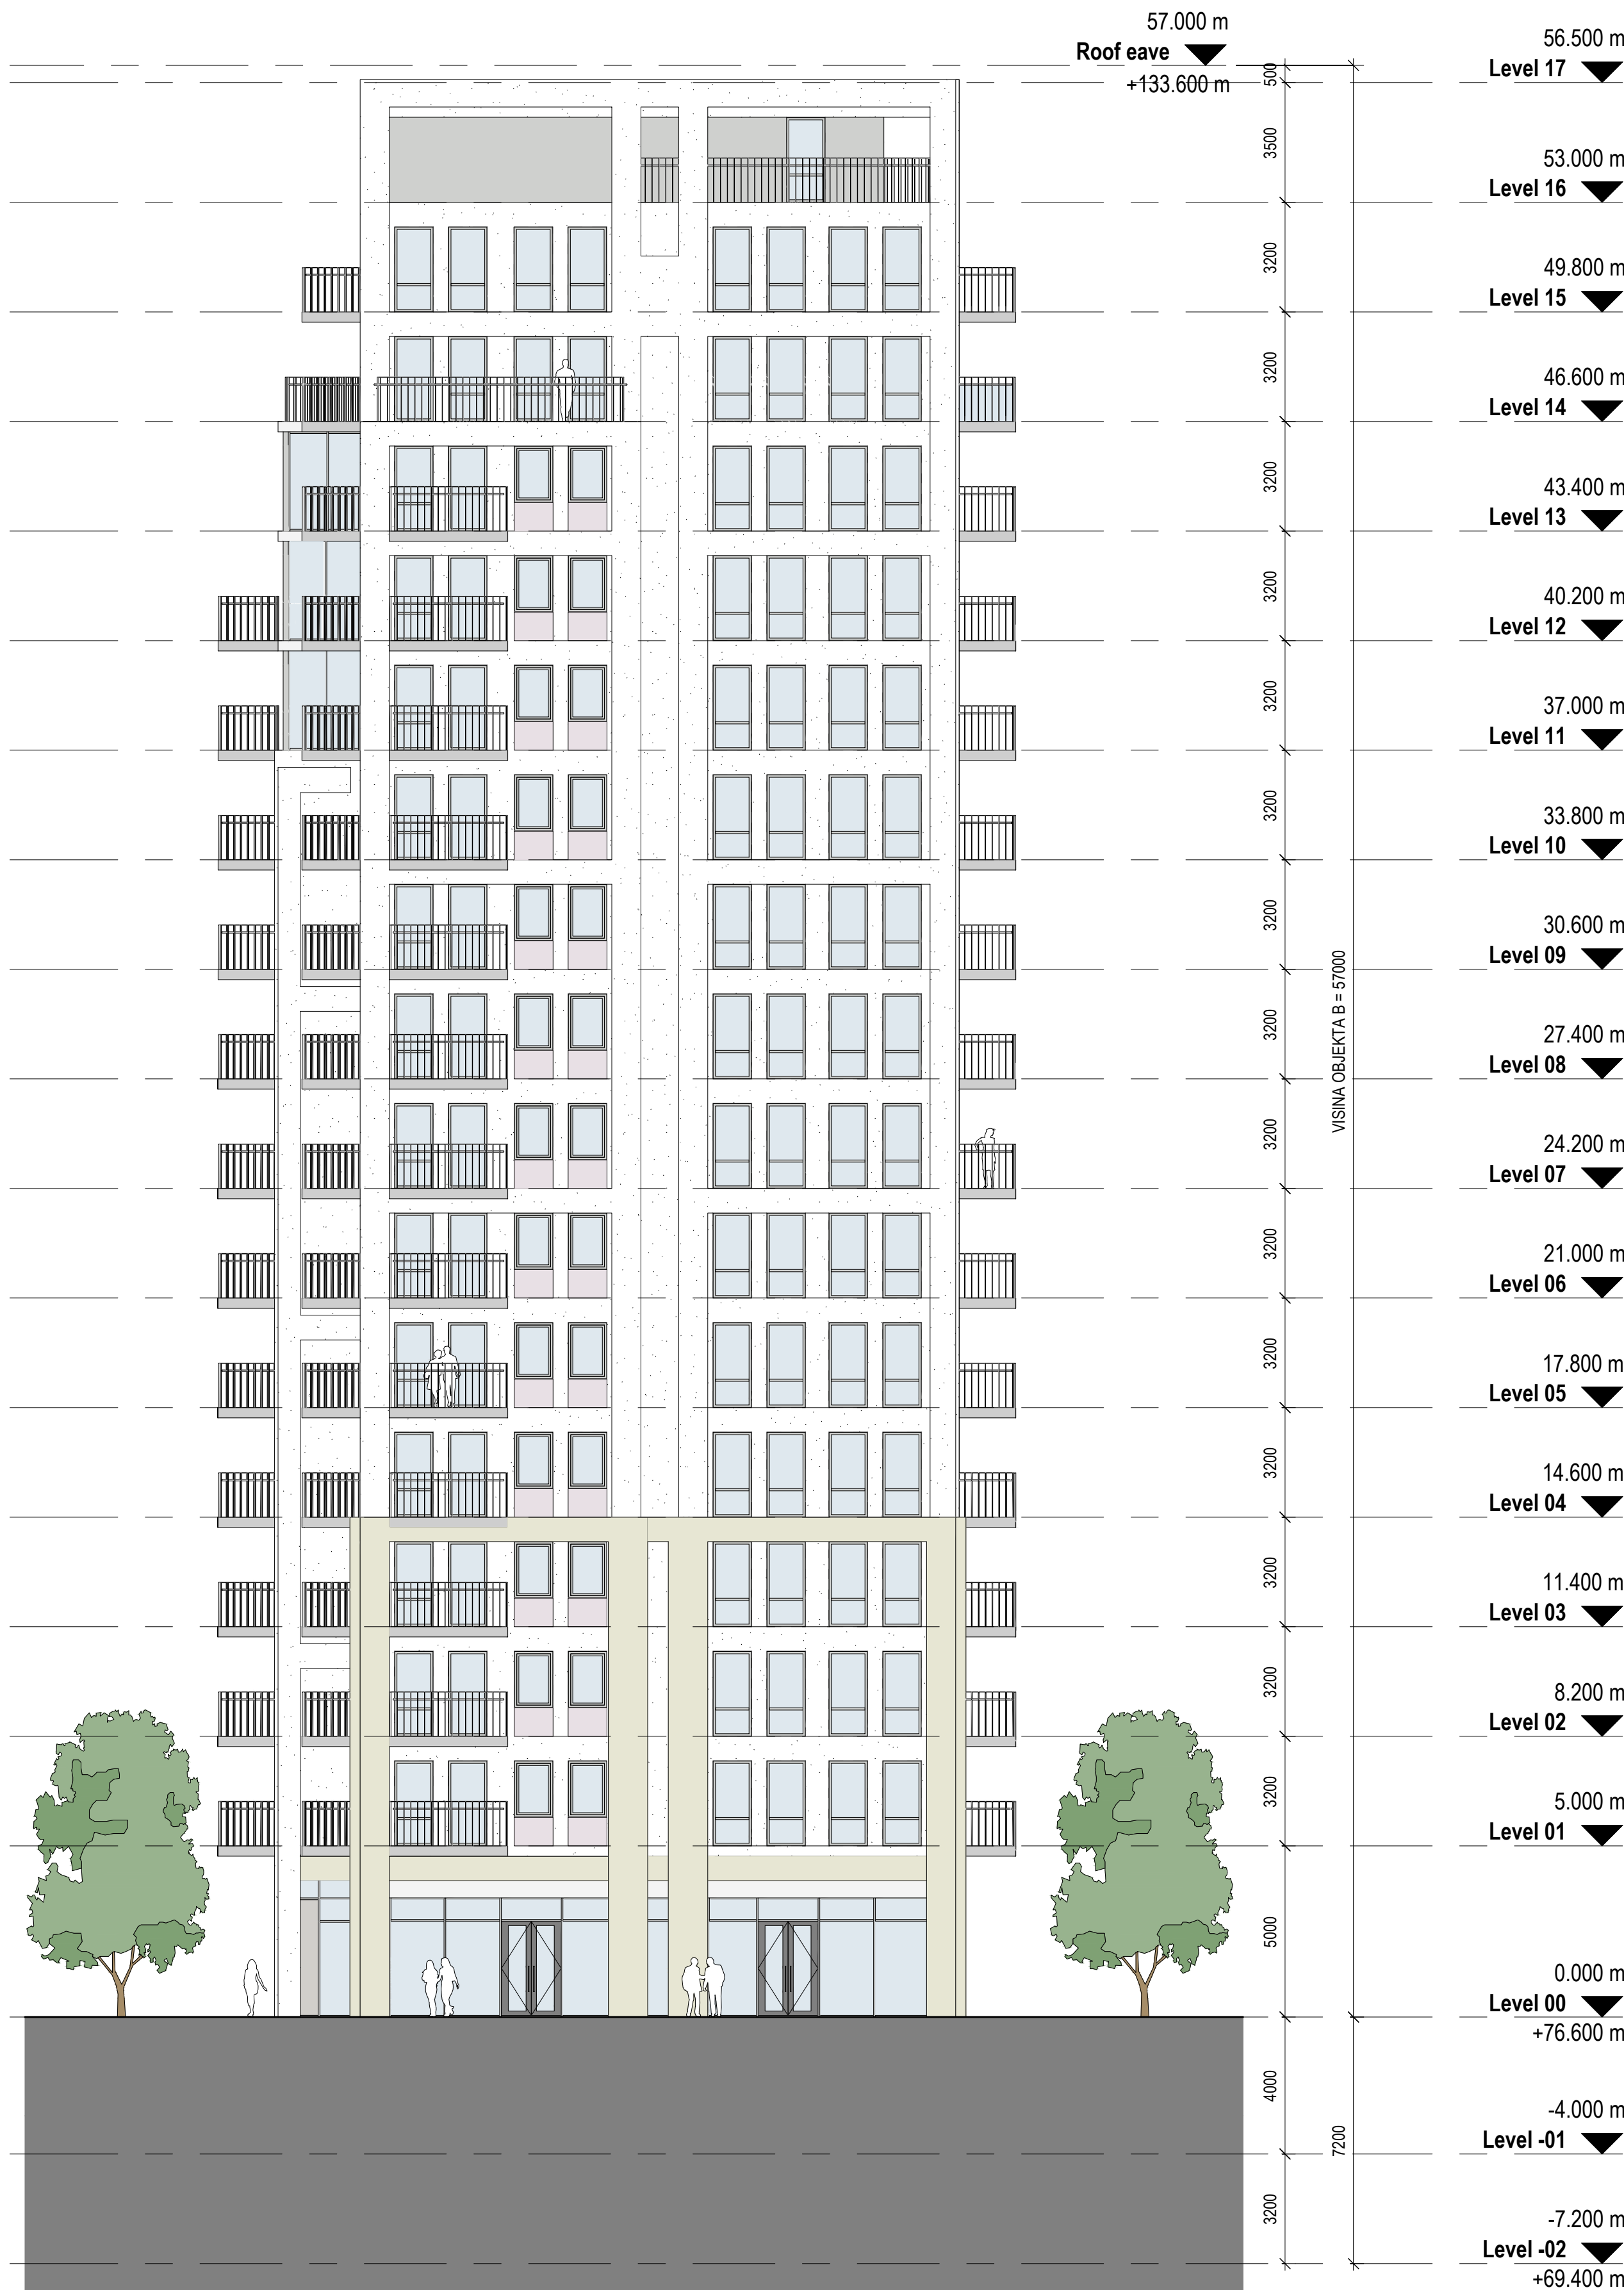 57.000 m
Roof eave
+133.600 m
56.500 m
Level 17
500
3500
53.000 m
Level 16
3200
49.800 m
Level 15
3200
46.600 m
Level 14
3200
43.400 m
Level 13
3200
40.200 m
Level 12
3200
37.000 m
Level 11
3200
33.800 m
Level 10
3200
30.600 m
Level 09
3200
27.400 m
Level 08
VISINA OBJEKTA B = 57000
3200
24.200 m
Level 07
3200
21.000 m
Level 06
3200
17.800 m
Level 05
3200
14.600 m
Level 04
3200
11.400 m
Level 03
3200
8.200 m
Level 02
3200
5.000 m
Level 01
5000
0.000 m
Level 00
+76.600 m
4000
-4.000 m
Level -01
7200
3200
-7.200 m
Level -02
+69.400 m